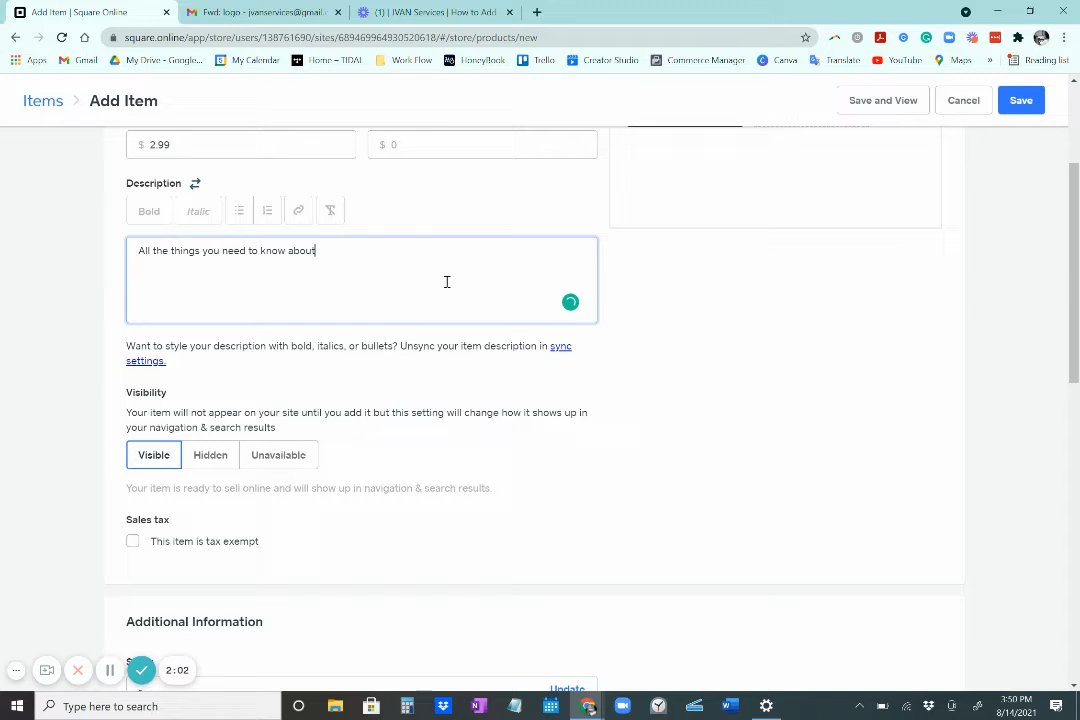 Add Item | Square Online
Fwd: logo - jvanservices@gmail.c
(1) | JVAN Services | How to Add
square.online/app/store/users/138761690/sites/689469964930520618/#/store/products/new
Apps
Gmail
My Drive - Google...
My Calendar
Home – TIDAL
Work Flow
HoneyBook
Trello
Creator Studio
Commerce Manager
Canva
Translate
YouTube
Maps
»
Reading list
Items > Add Item
Save and View
Cancel
Save
$ 2.99
$ 0
Description
Bold
Italic
All the things you need to know about
Want to style your description with bold, italics, or bullets? Unsync your item description in sync
settings.
Visibility
Your item will not appear on your site until you add it but this setting will change how it shows up in
your navigation & search results
Visible
Hidden
Unavailable
Your item is ready to sell online and will show up in navigation & search results.
Sales tax
This item is tax exempt
Additional Information
Update
2:02
Type here to search
3:50 PM
8/14/2021